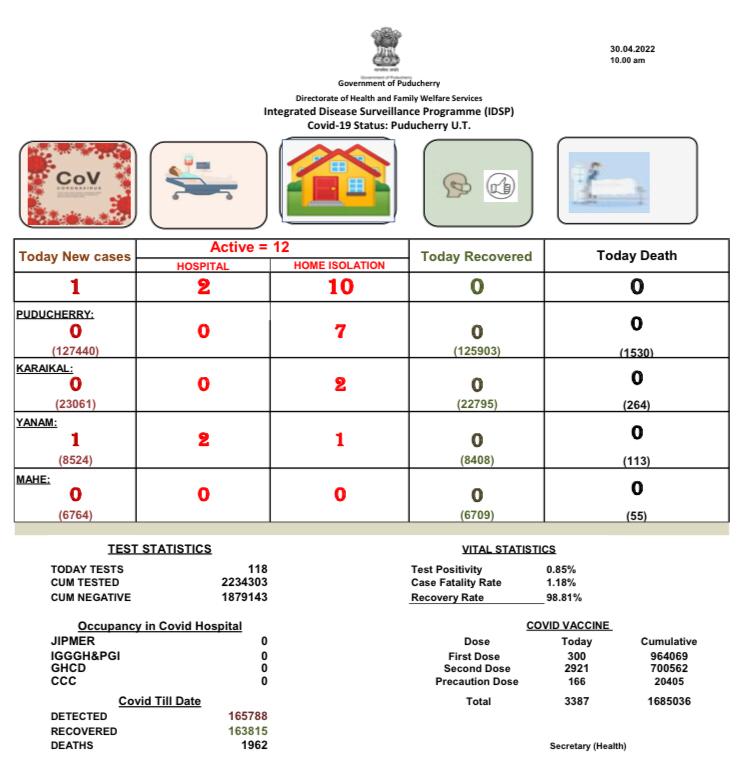 30.04.2022
10.00 am
Government of Puducherry
Government of Puducherry
Directorate of Health and Family Welfare Services
Integrated Disease Surveillance Programme (IDSP)
Covid-19 Status: Puducherry U.T.
CoV
CORONAVIRUS
Today New cases Active = 12 Today Recovered Today Death
HOSPITAL HOME ISOLATION
1 2 10 0 0
PUDUCHERRY:
0 0 7 0 0
(127440) (125903) (1530)
KARAIKAL:
0 0 2 0 0
(23061) (22795) (264)
YANAM:
1 2 1 0 0
(8524) (8408) (113)
MAHE:
0 0 0 0 0
(6764) (6709) (55)
TEST STATISTICS
TODAY TESTS 118
CUM TESTED 2234303
CUM NEGATIVE 1879143
VITAL STATISTICS
Test Positivity 0.85%
Case Fatality Rate 1.18%
Recovery Rate 98.81%
Occupancy in Covid Hospital
JIPMER 0
IGGGH&PGI 0
GHCD 0
CCC 0
COVID VACCINE
Dose Today Cumulative
First Dose 300 964069
Second Dose 2921 700562
Precaution Dose 166 20405
Total 3387 1685036
Covid Till Date
DETECTED 165788
RECOVERED 163815
DEATHS 1962
Secretary (Health)